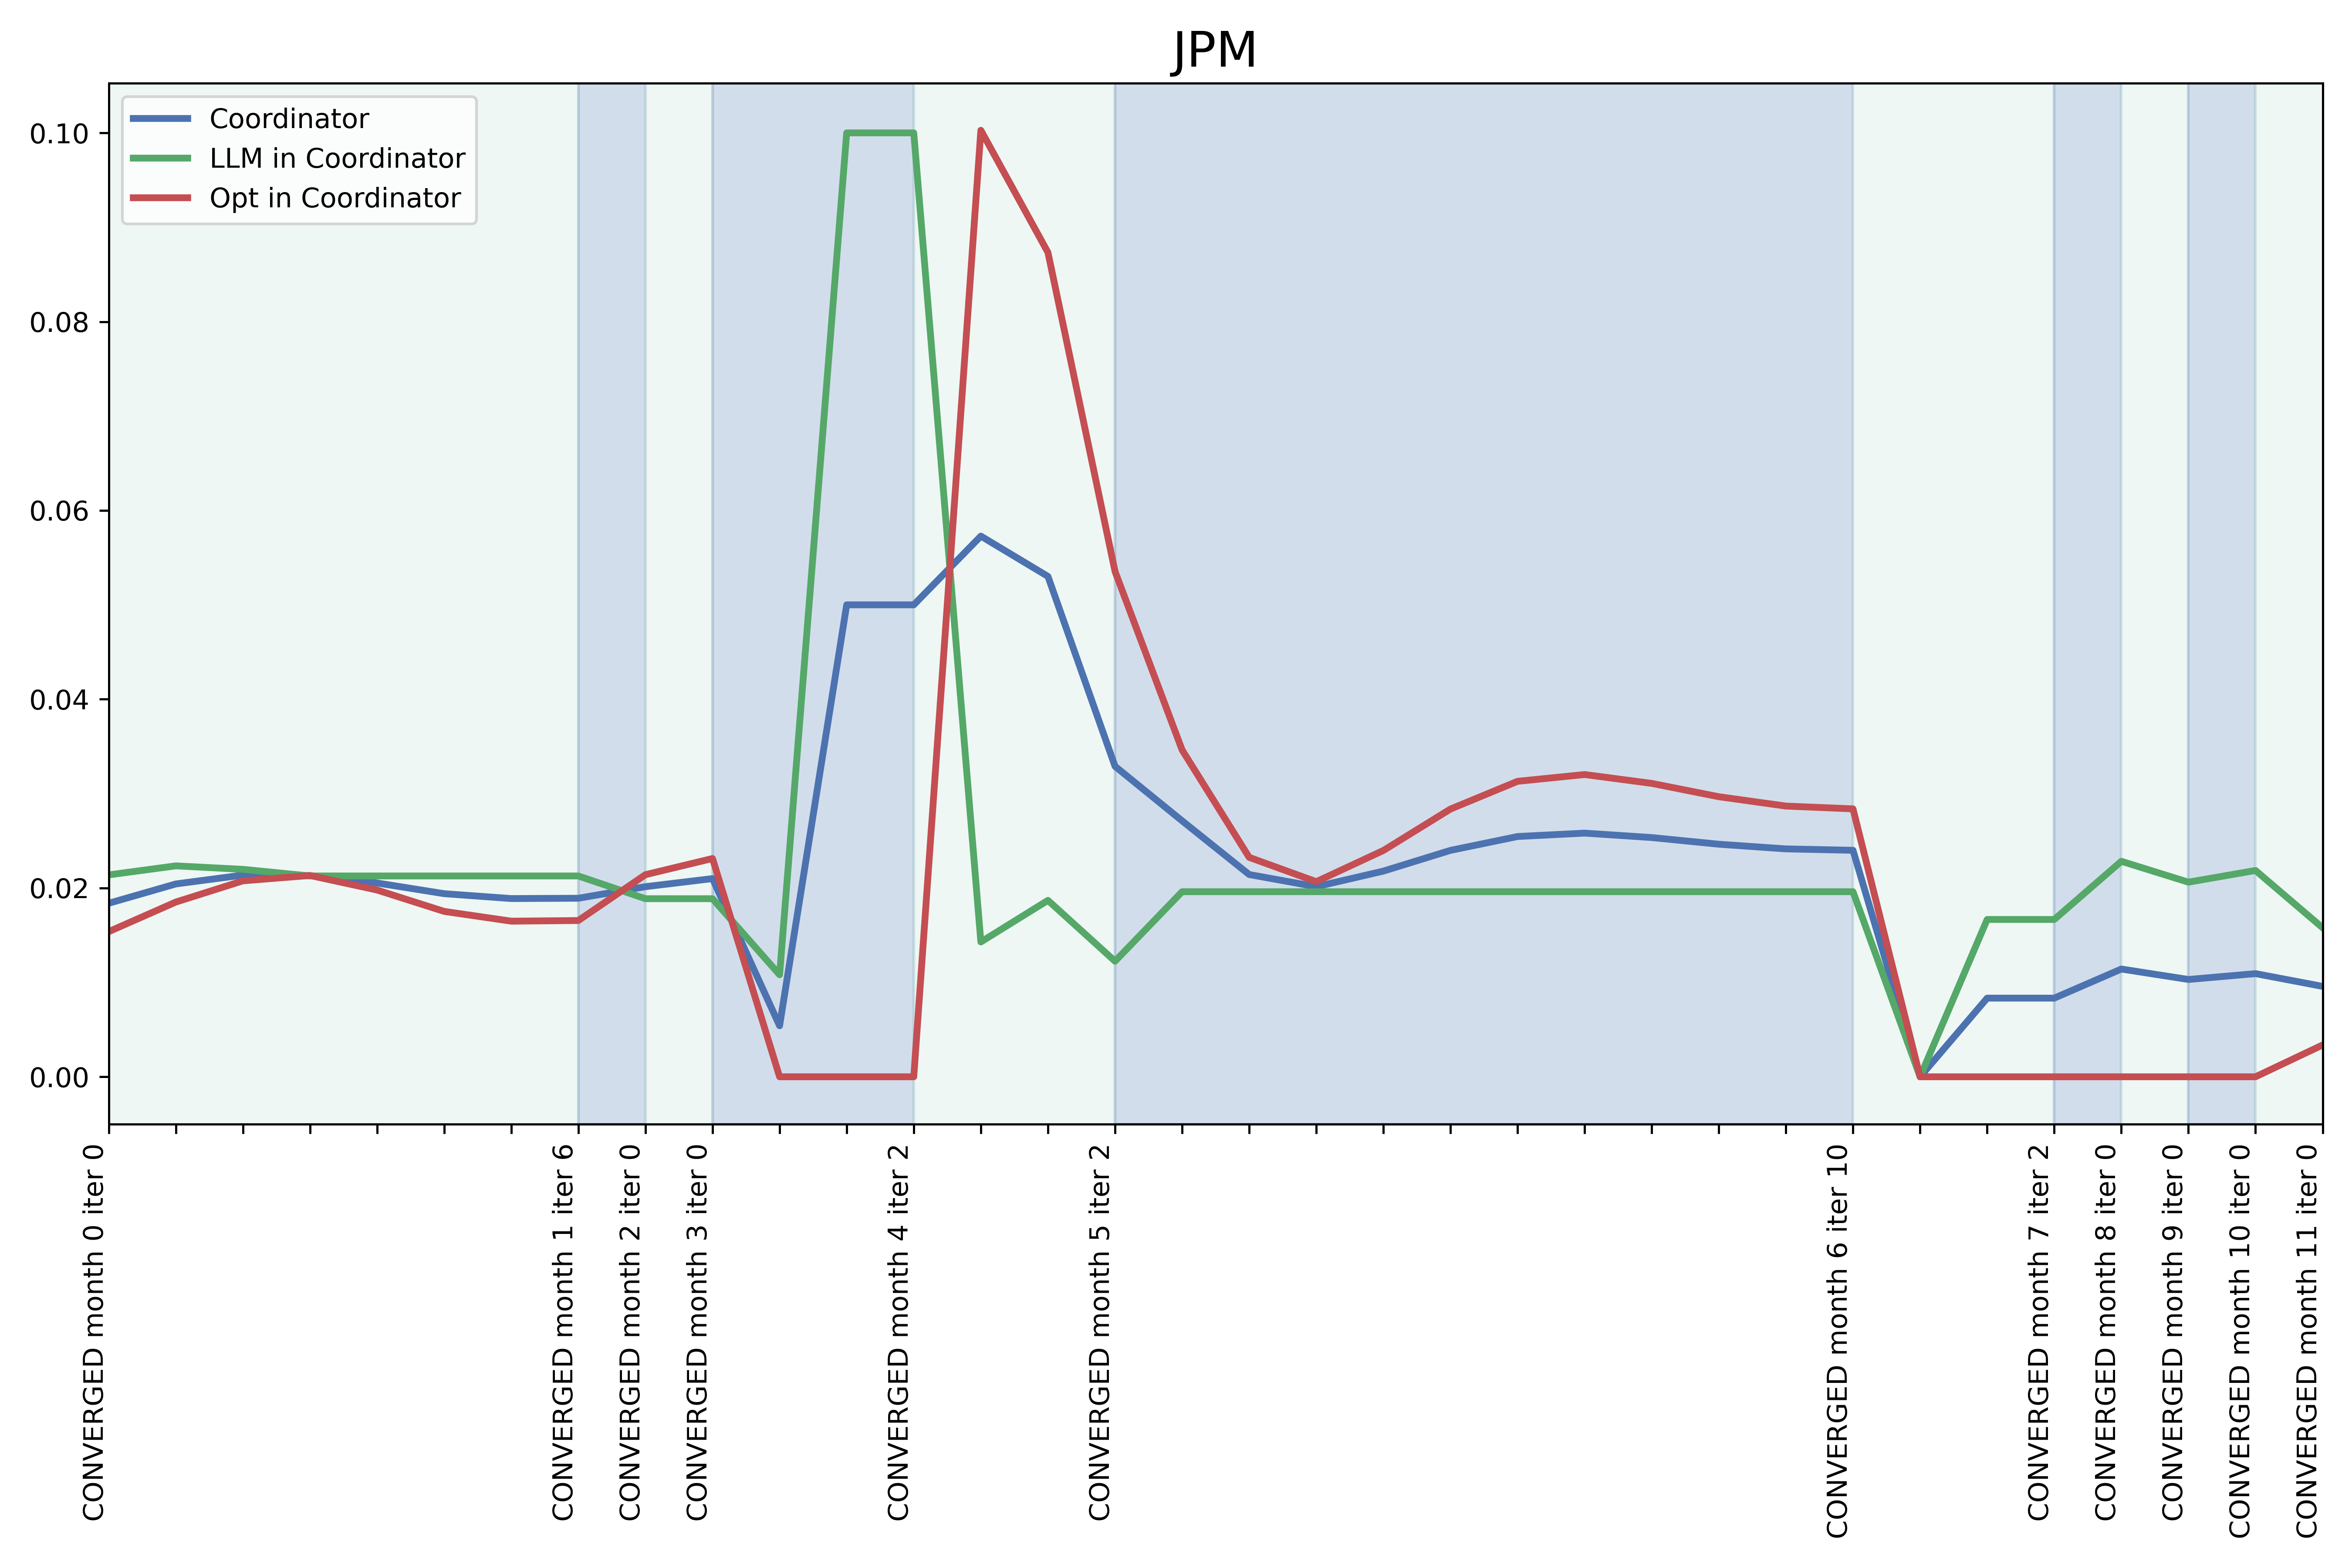 JPM
Coordinator
LLM in Coordinator
Opt in Coordinator
0.10
0.08
0.06
0.04
0.02
0.00
CONVERGED month 0 iter 0
CONVERGED month 1 iter 6
CONVERGED month 2 iter 0
CONVERGED month 3 iter 0
CONVERGED month 4 iter 2
CONVERGED month 5 iter 2
CONVERGED month 6 iter 10
CONVERGED month 7 iter 2
CONVERGED month 8 iter 0
CONVERGED month 9 iter 0
CONVERGED month 10 iter 0
CONVERGED month 11 iter 0